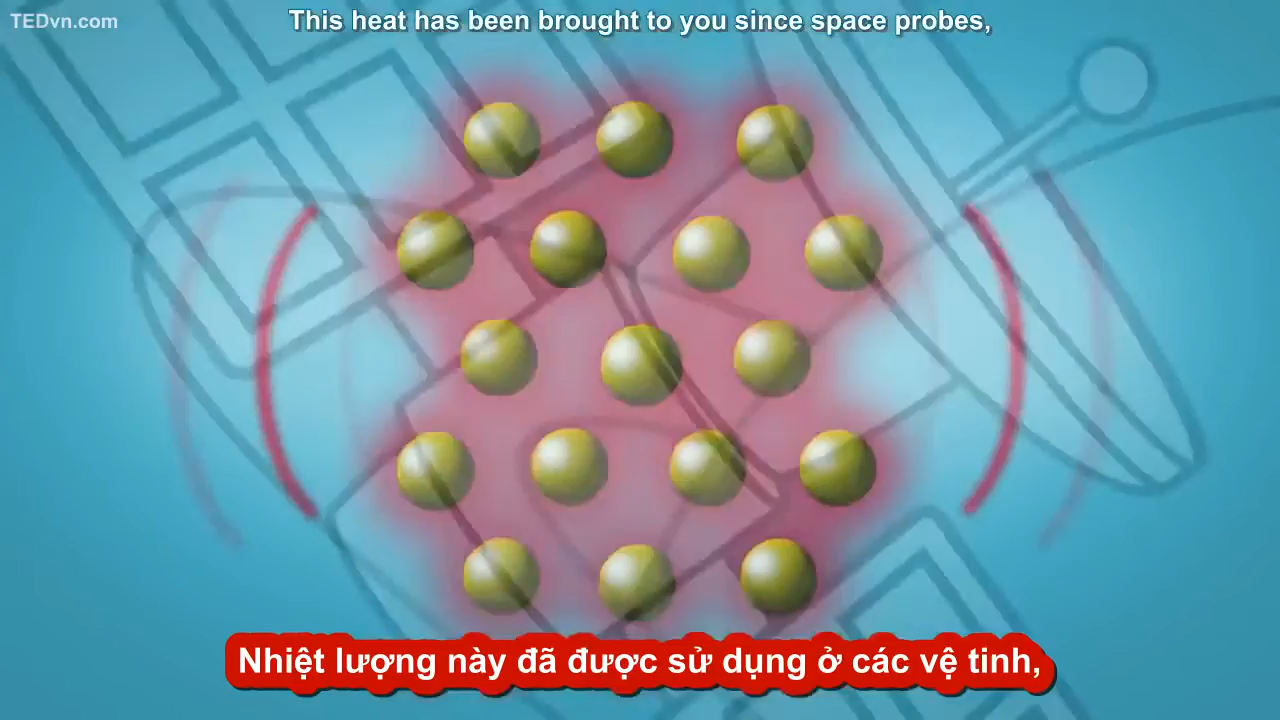 TEDvn.com
This heat has been brought to you since space probes,
Nhiệt lượng này đã được sử dụng ở các vệ tinh,